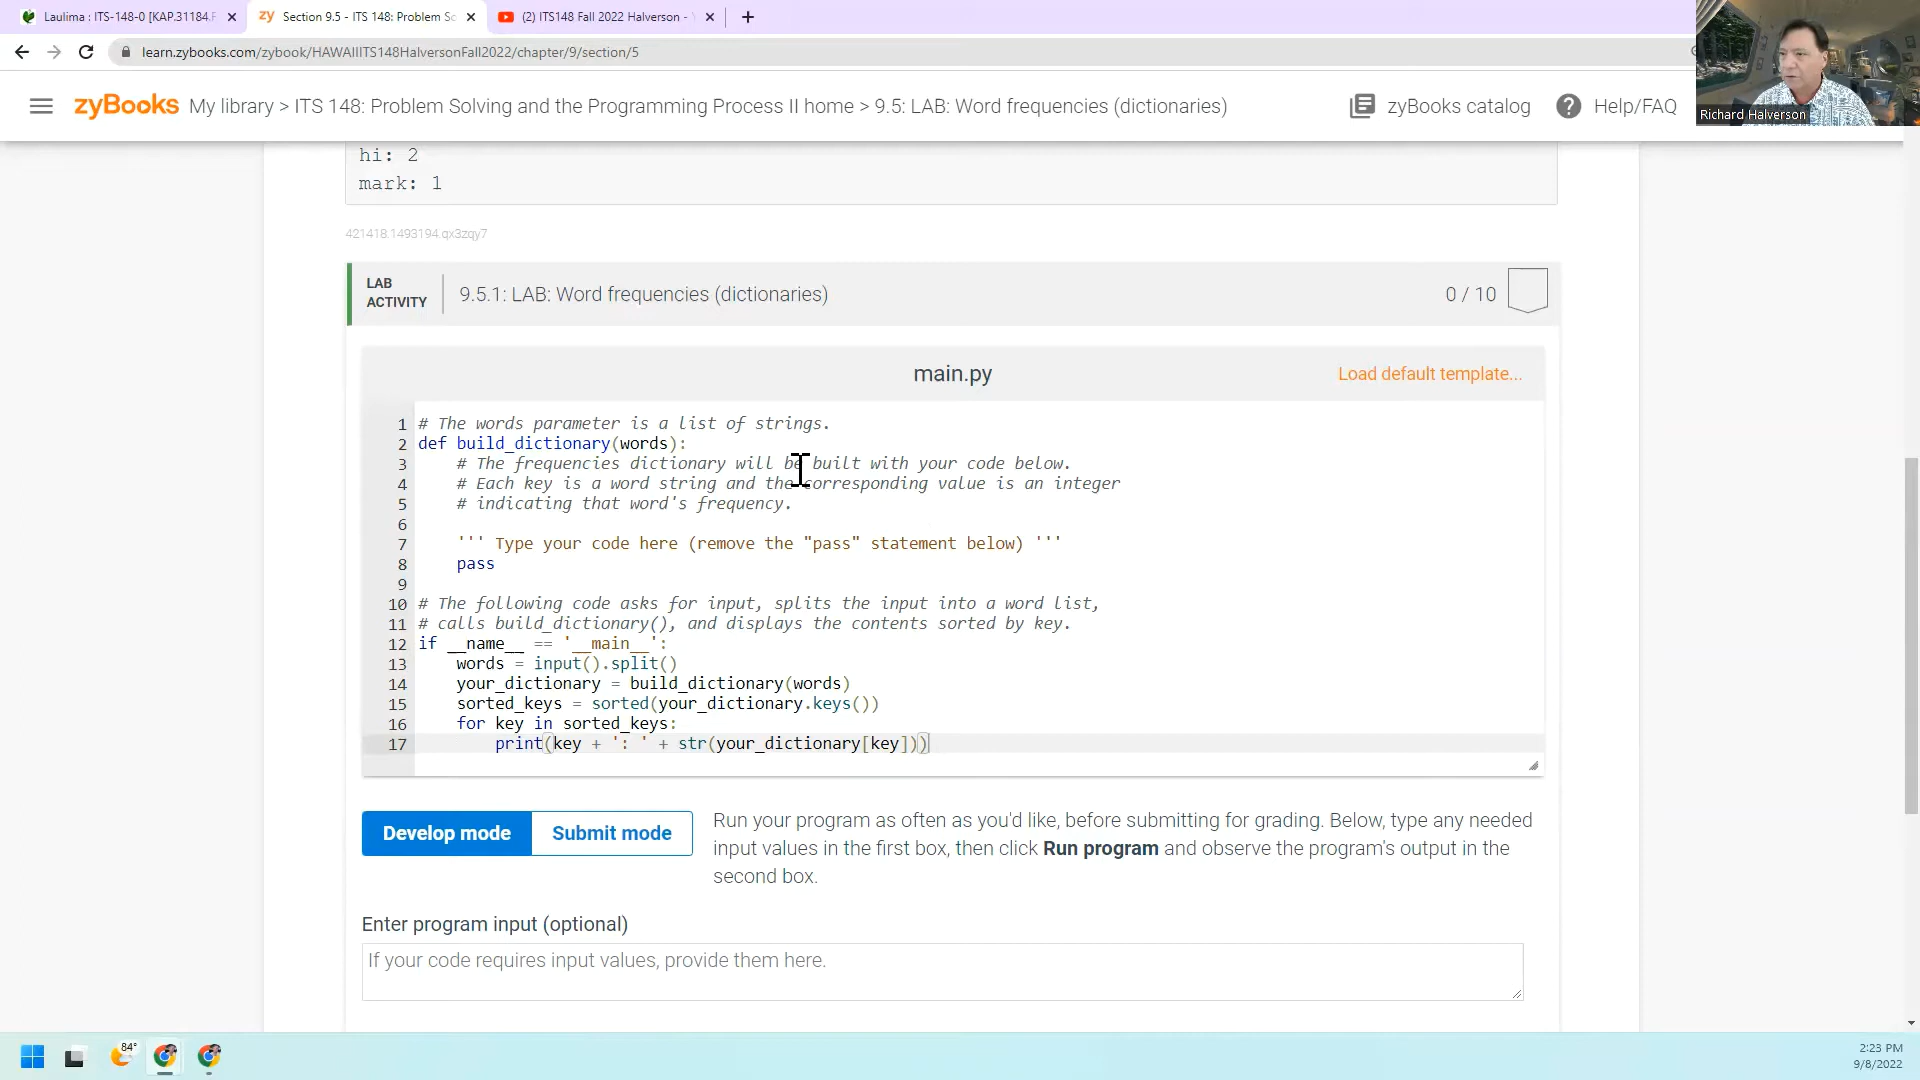 Laulima : ITS-148-0 [KAP.31184.F
Section 9.5 - ITS 148: Problem So
(2) ITS148 Fall 2022 Halverson -
learn.zybooks.com/zybook/HAWAIIITS148HalversonFall2022/chapter/9/section/5
zyBooks My library > ITS 148: Problem Solving and the Programming Process II home > 9.5: LAB: Word frequencies (dictionaries)
zyBooks catalog
Help/FAQ
Richard Halverson
hi: 2
mark: 1
421418.1493194.qx3zqy7
LAB
ACTIVITY
9.5.1: LAB: Word frequencies (dictionaries)
0 / 10
main.py
Load default template...
1 # The words parameter is a list of strings.
2 def build_dictionary(words):
3     # The frequencies dictionary will be built with your code below.
4     # Each key is a word string and the corresponding value is an integer
5     # indicating that word's frequency.
6
7     ''' Type your code here (remove the "pass" statement below) '''
8     pass
9
10 # The following code asks for input, splits the input into a word list,
11 # calls build_dictionary(), and displays the contents sorted by key.
12 if __name__ == '__main__':
13     words = input().split()
14     your_dictionary = build_dictionary(words)
15     sorted_keys = sorted(your_dictionary.keys())
16     for key in sorted_keys:
17         print(key + ': ' + str(your_dictionary[key]))
Develop mode
Submit mode
Run your program as often as you'd like, before submitting for grading. Below, type any needed
input values in the first box, then click Run program and observe the program's output in the
second box.
Enter program input (optional)
If your code requires input values, provide them here.
84°
2:23 PM
9/8/2022